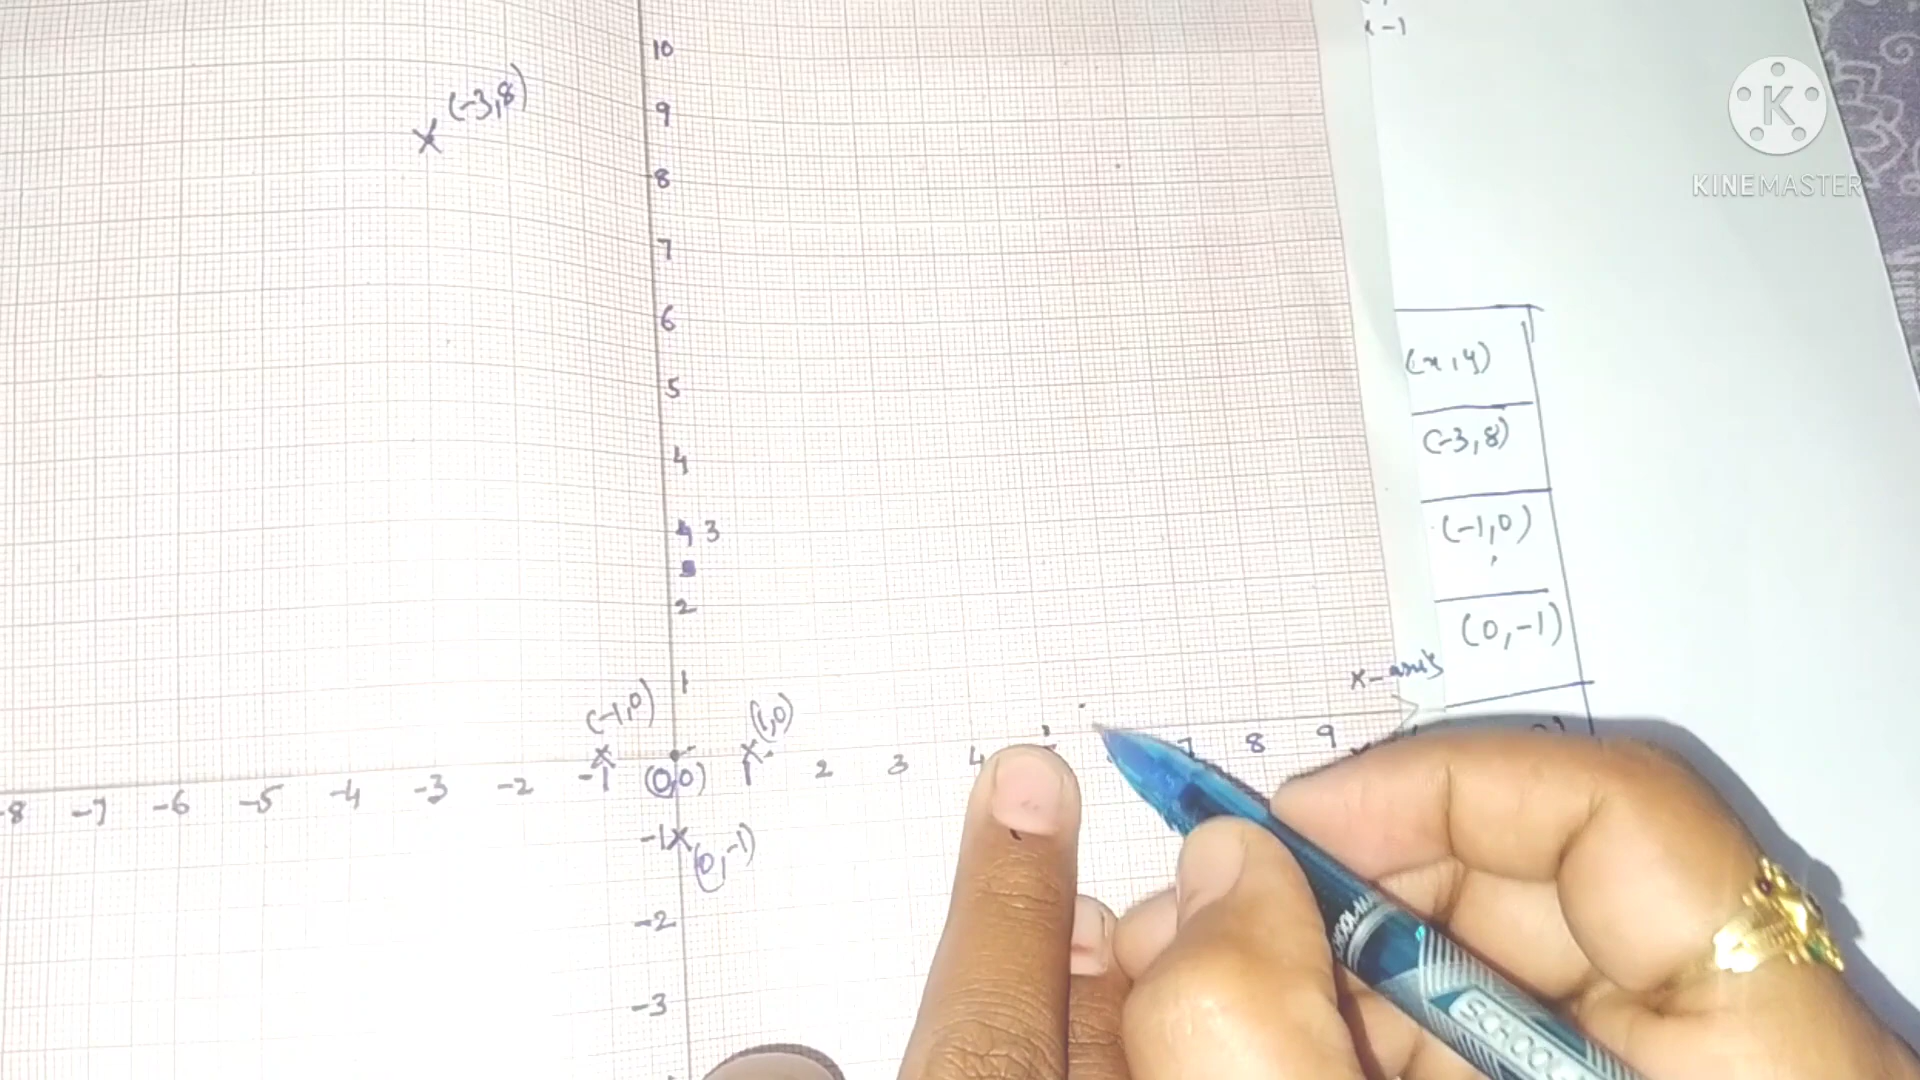 x-1
10
(-3,8)
9
8
7
6
5
4
3
2
1
(x,y)
(-3,8)
(-1,0)
(0,-1)
x-axis
(-1,0)
(1,0)
-8 -7 -6 -5 -4 -3 -2 -1 (0,0) 1 2 3 4 7 8 9
-1
(0,-1)
-2
-3
K
KINEMASTER
SCHOOL